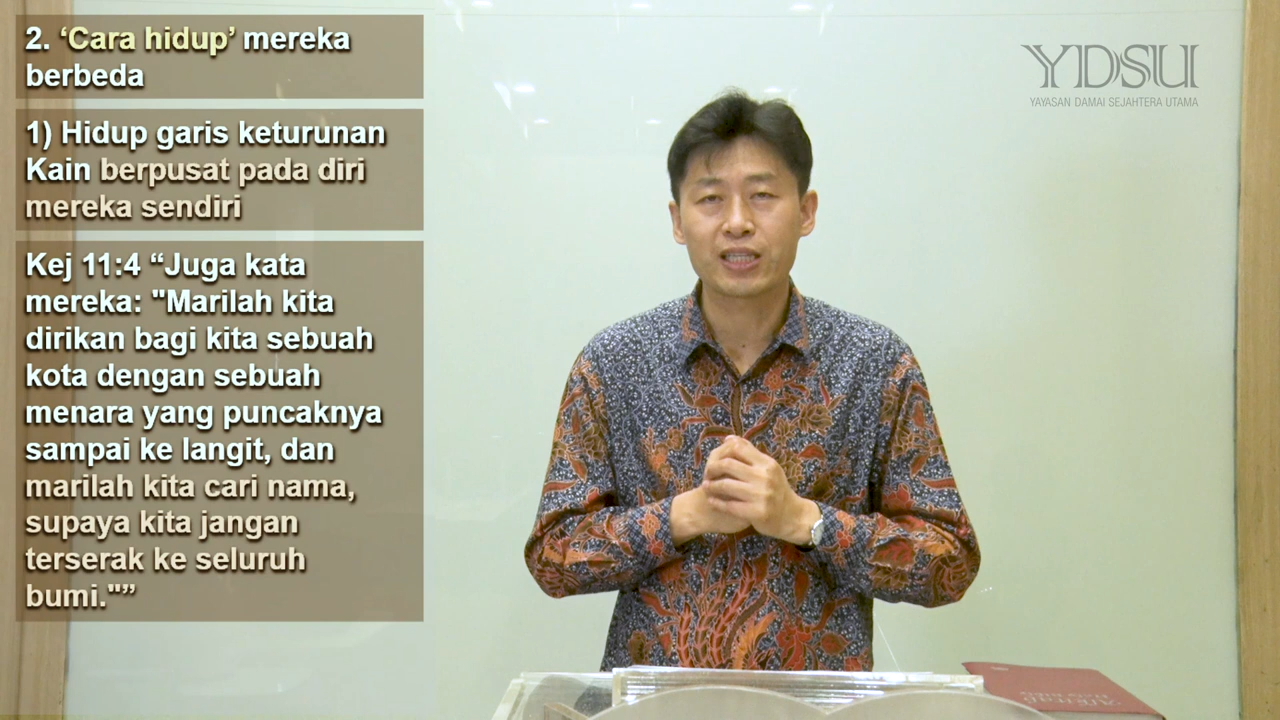 2. ‘Cara hidup’ mereka
berbeda
1) Hidup garis keturunan
Kain berpusat pada diri
mereka sendiri
Kej 11:4 “Juga kata
mereka: "Marilah kita
dirikan bagi kita sebuah
kota dengan sebuah
menara yang puncaknya
sampai ke langit, dan
marilah kita cari nama,
supaya kita jangan
terserak ke seluruh
bumi."”
YDSU
YAYASAN DAMAI SEJAHTERA UTAMA